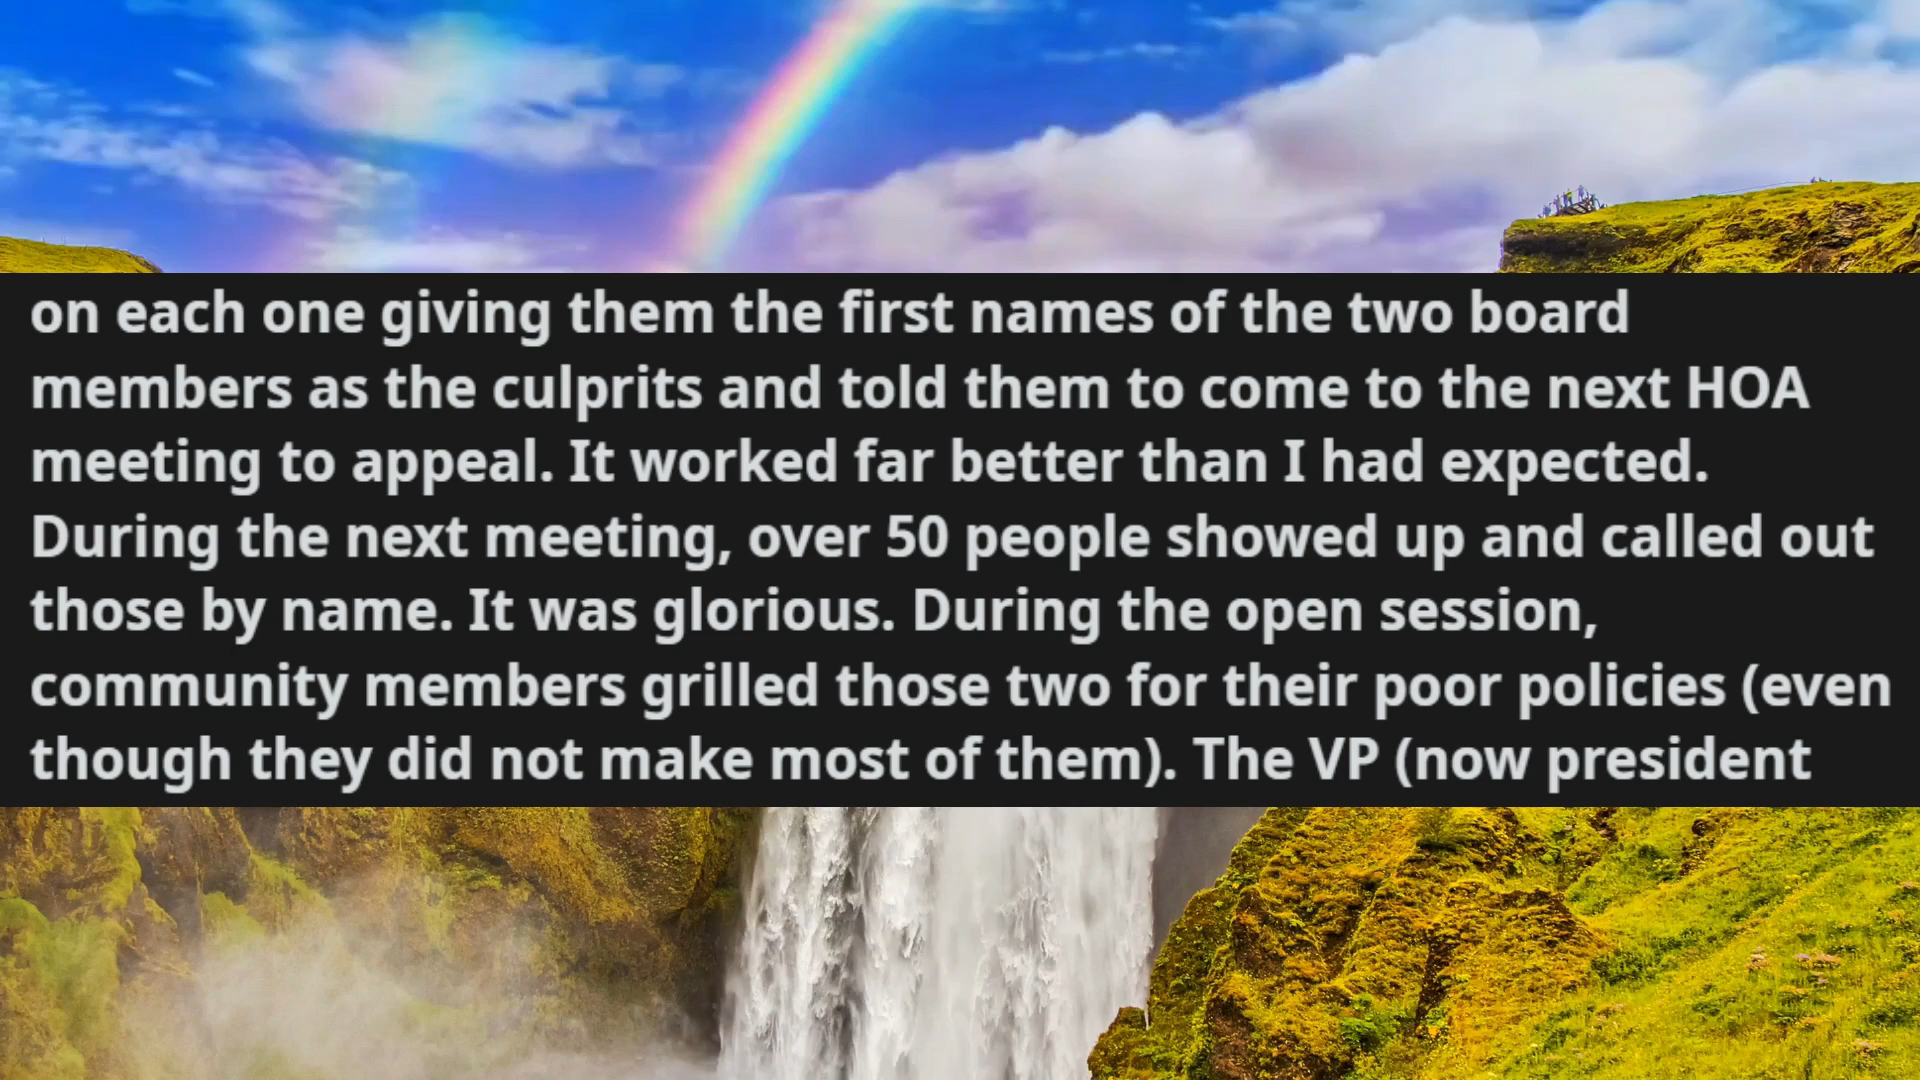 on each one giving them the first names of the two board
members as the culprits and told them to come to the next HOA
meeting to appeal. It worked far better than I had expected.
During the next meeting, over 50 people showed up and called out
those by name. It was glorious. During the open session,
community members grilled those two for their poor policies (even
though they did not make most of them). The VP (now president